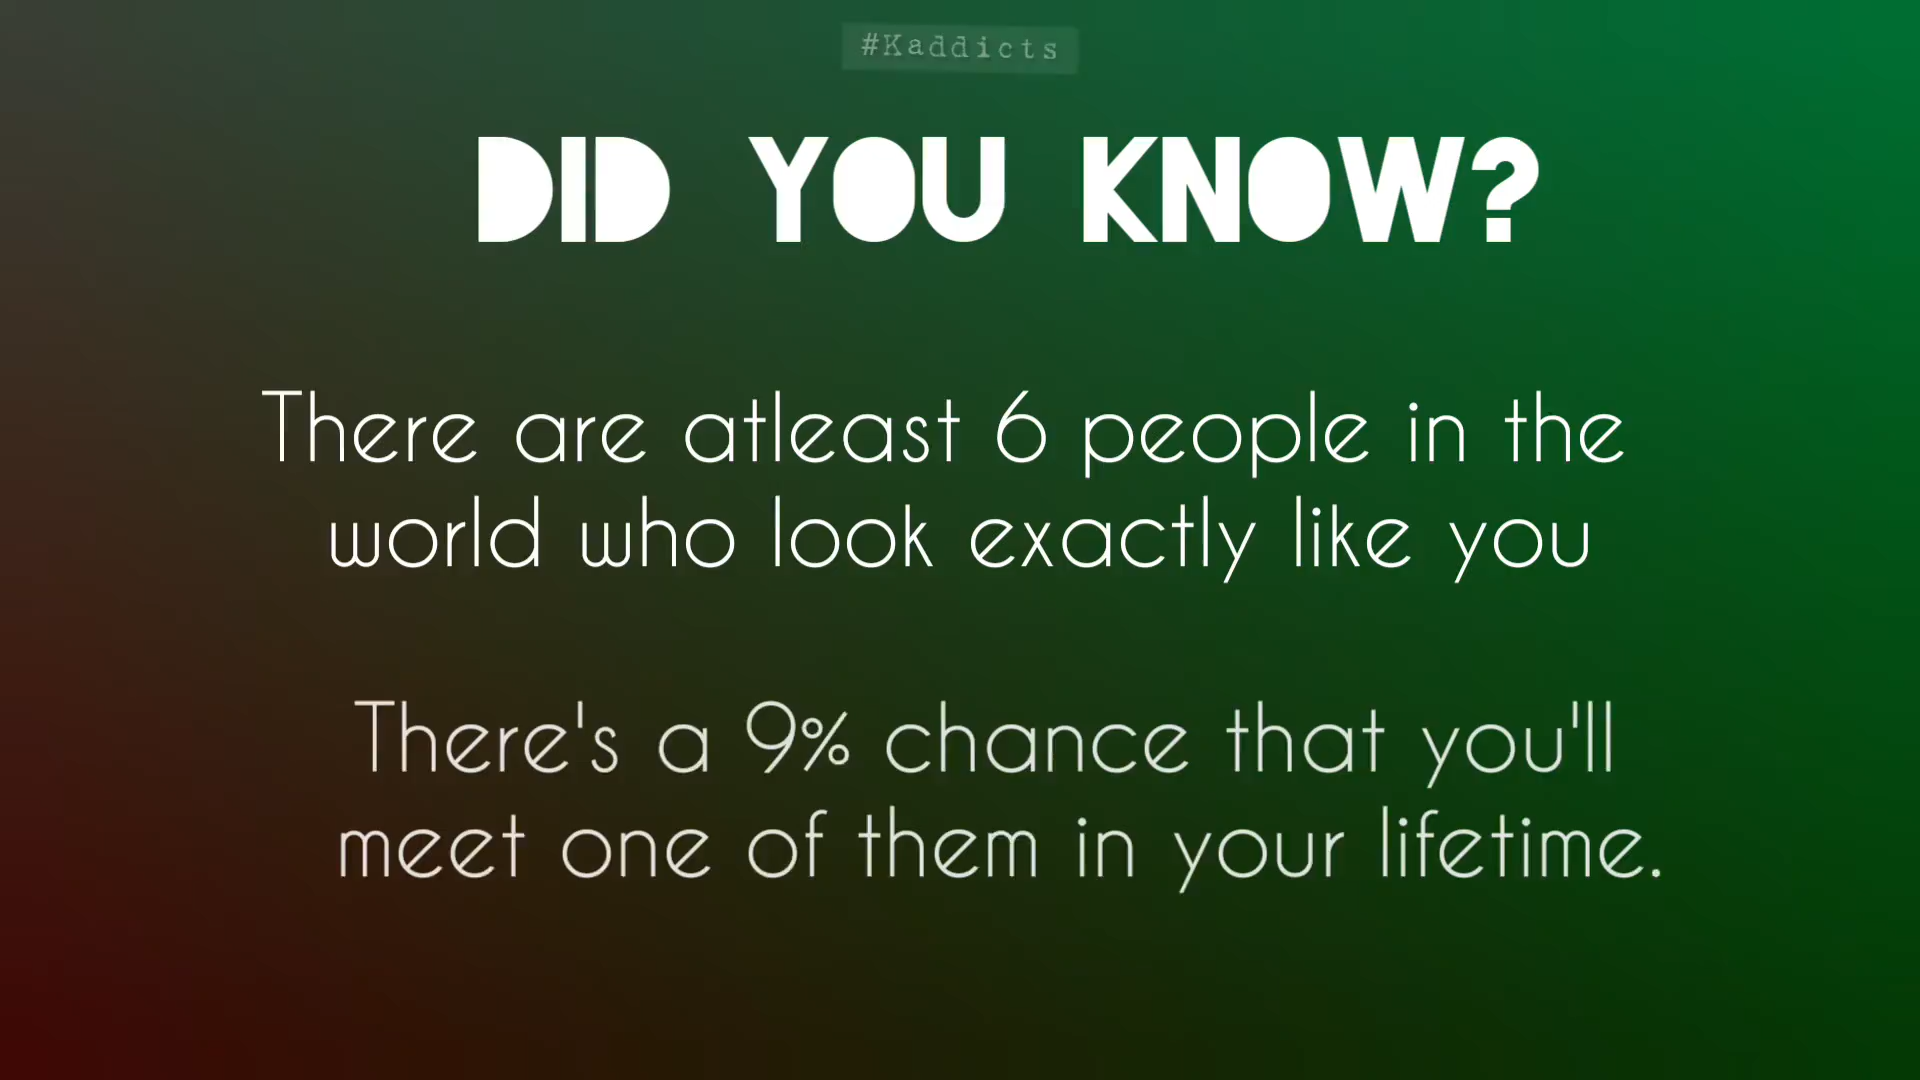 #Kaddicts
DID YOU KNOW?
There are atleast 6 people in the
world who look exactly like you
There's a 9% chance that you'll
meet one of them in your lifetime.